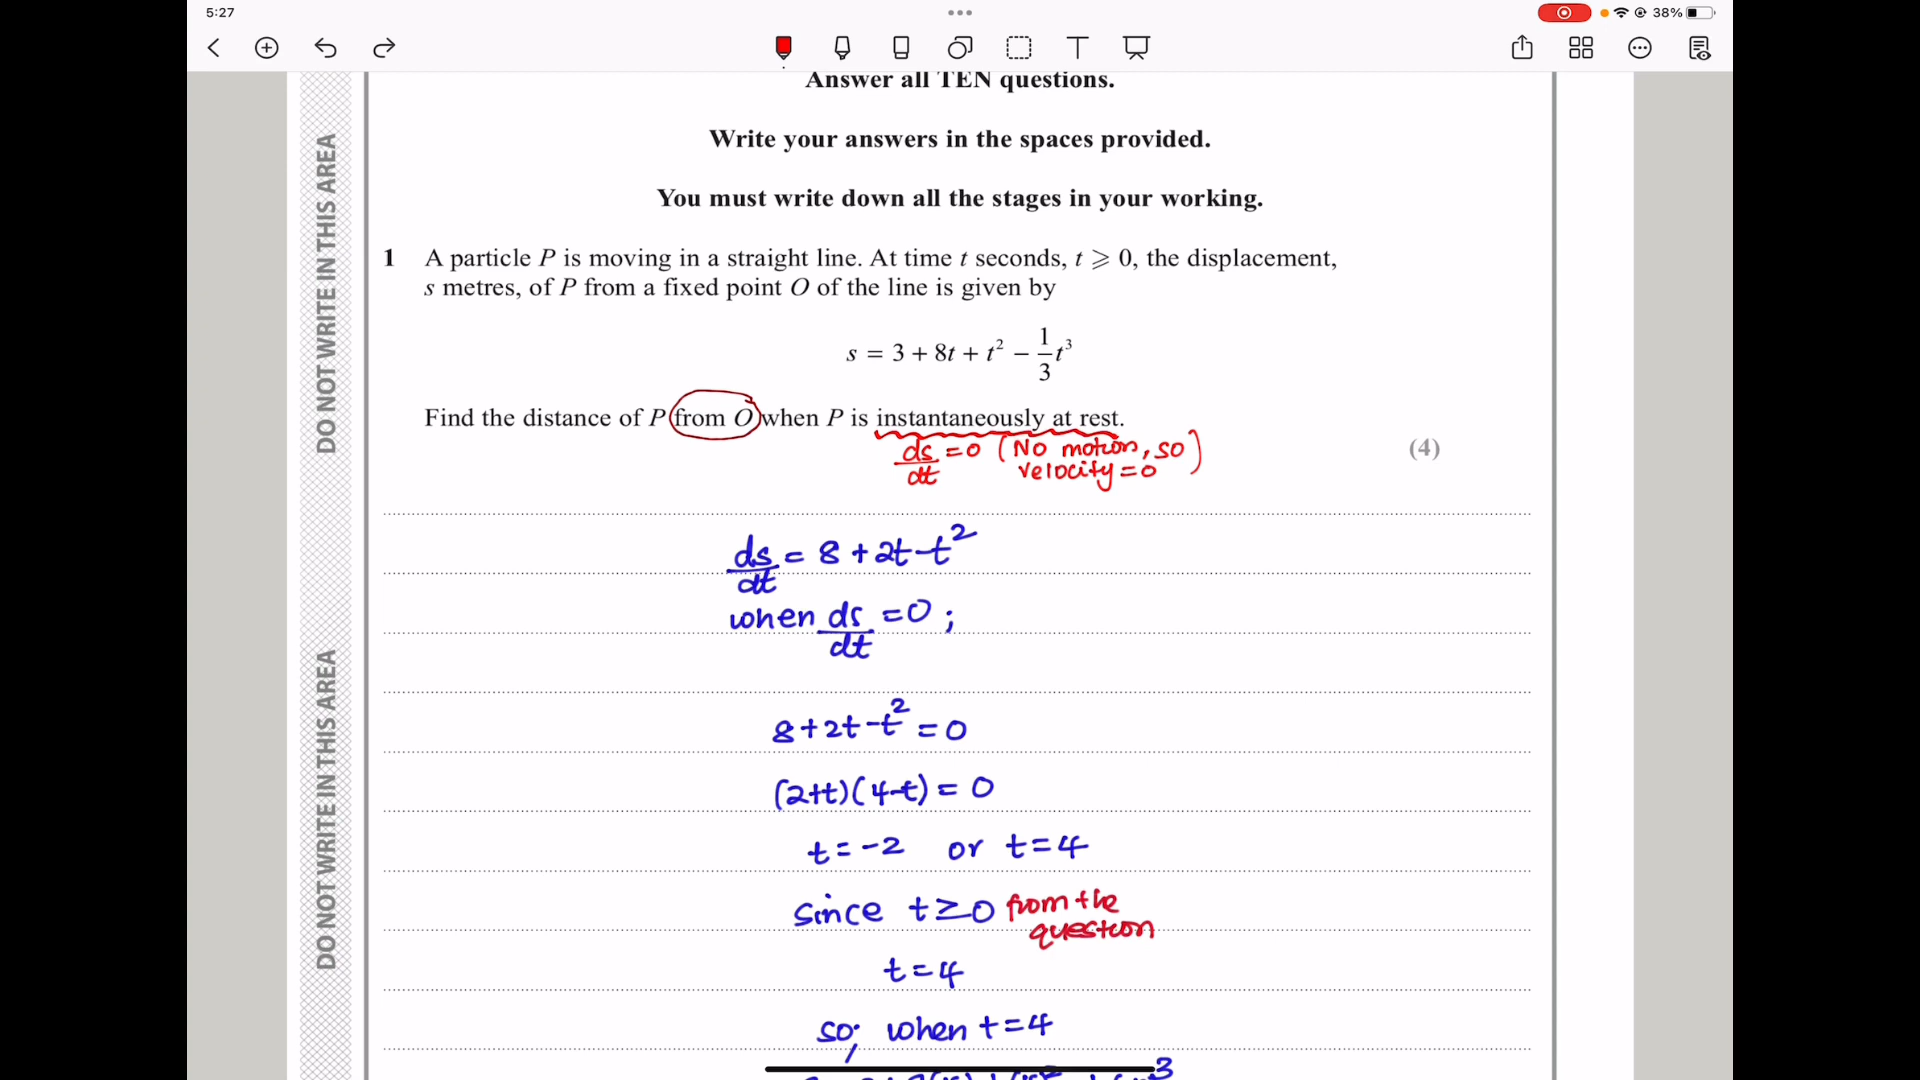 5:27
38%
Answer all TEN questions.
Write your answers in the spaces provided.
You must write down all the stages in your working.
1 A particle P is moving in a straight line. At time t seconds, t ⩾ 0, the displacement,
s metres, of P from a fixed point O of the line is given by
s = 3 + 8t + t² − 1/3 t³
Find the distance of P from O when P is instantaneously at rest.
(4)
ds/dt = 0 (No motion, so
velocity = 0)
ds/dt = 8 + 2t - t²
when ds/dt = 0 ;
8 + 2t - t² = 0
(2+t)(4-t) = 0
t = -2 or t = 4
since t ≥ 0 from the
question
t = 4
so; when t = 4
DO NOT WRITE IN THIS AREA
DO NOT WRITE IN THIS AREA